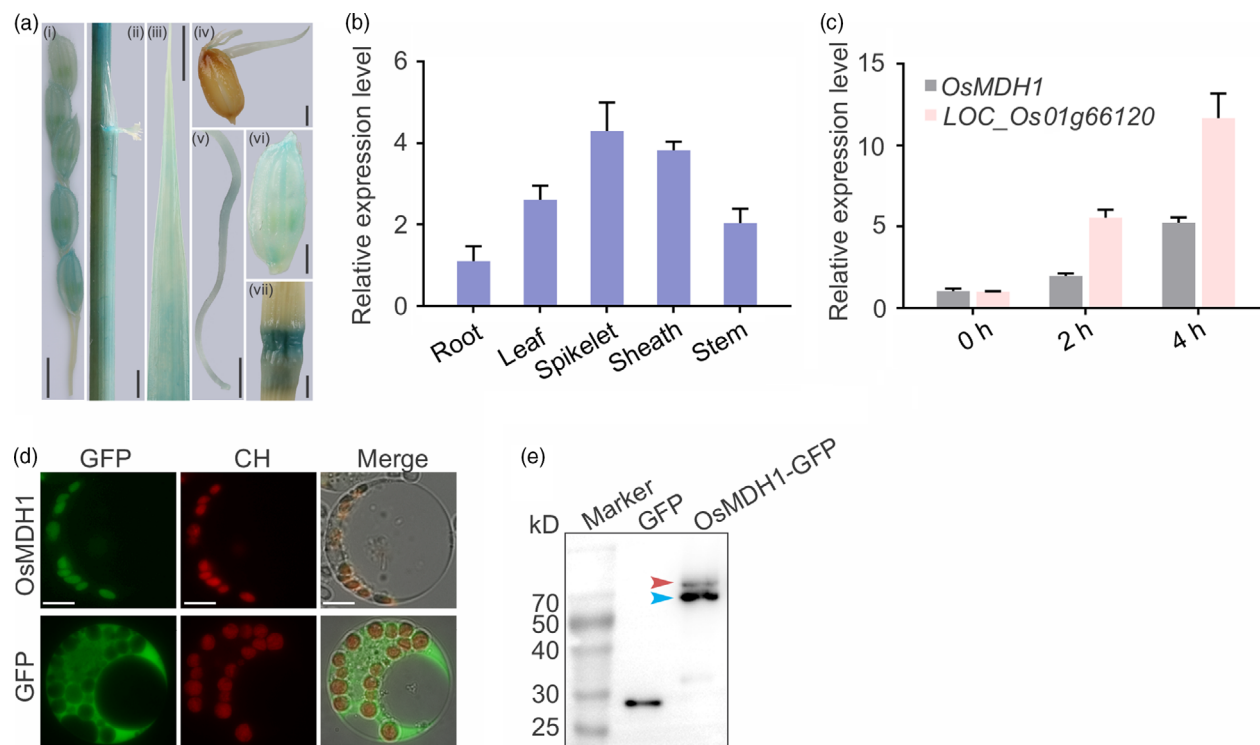 (a)
(i)
(ii)
(iii)
(iv)
(v)
(vi)
(vii)
(b)
Relative expression level
6
4
2
0
Root
Leaf
Spikelet
Sheath
Stem
(c)
Relative expression level
15
10
5
0
OsMDH1
LOC_Os01g66120
0 h
2 h
4 h
(d)
GFP
CH
Merge
OsMDH1
GFP
(e)
kD
Marker
GFP
OsMDH1-GFP
70
50
40
30
25